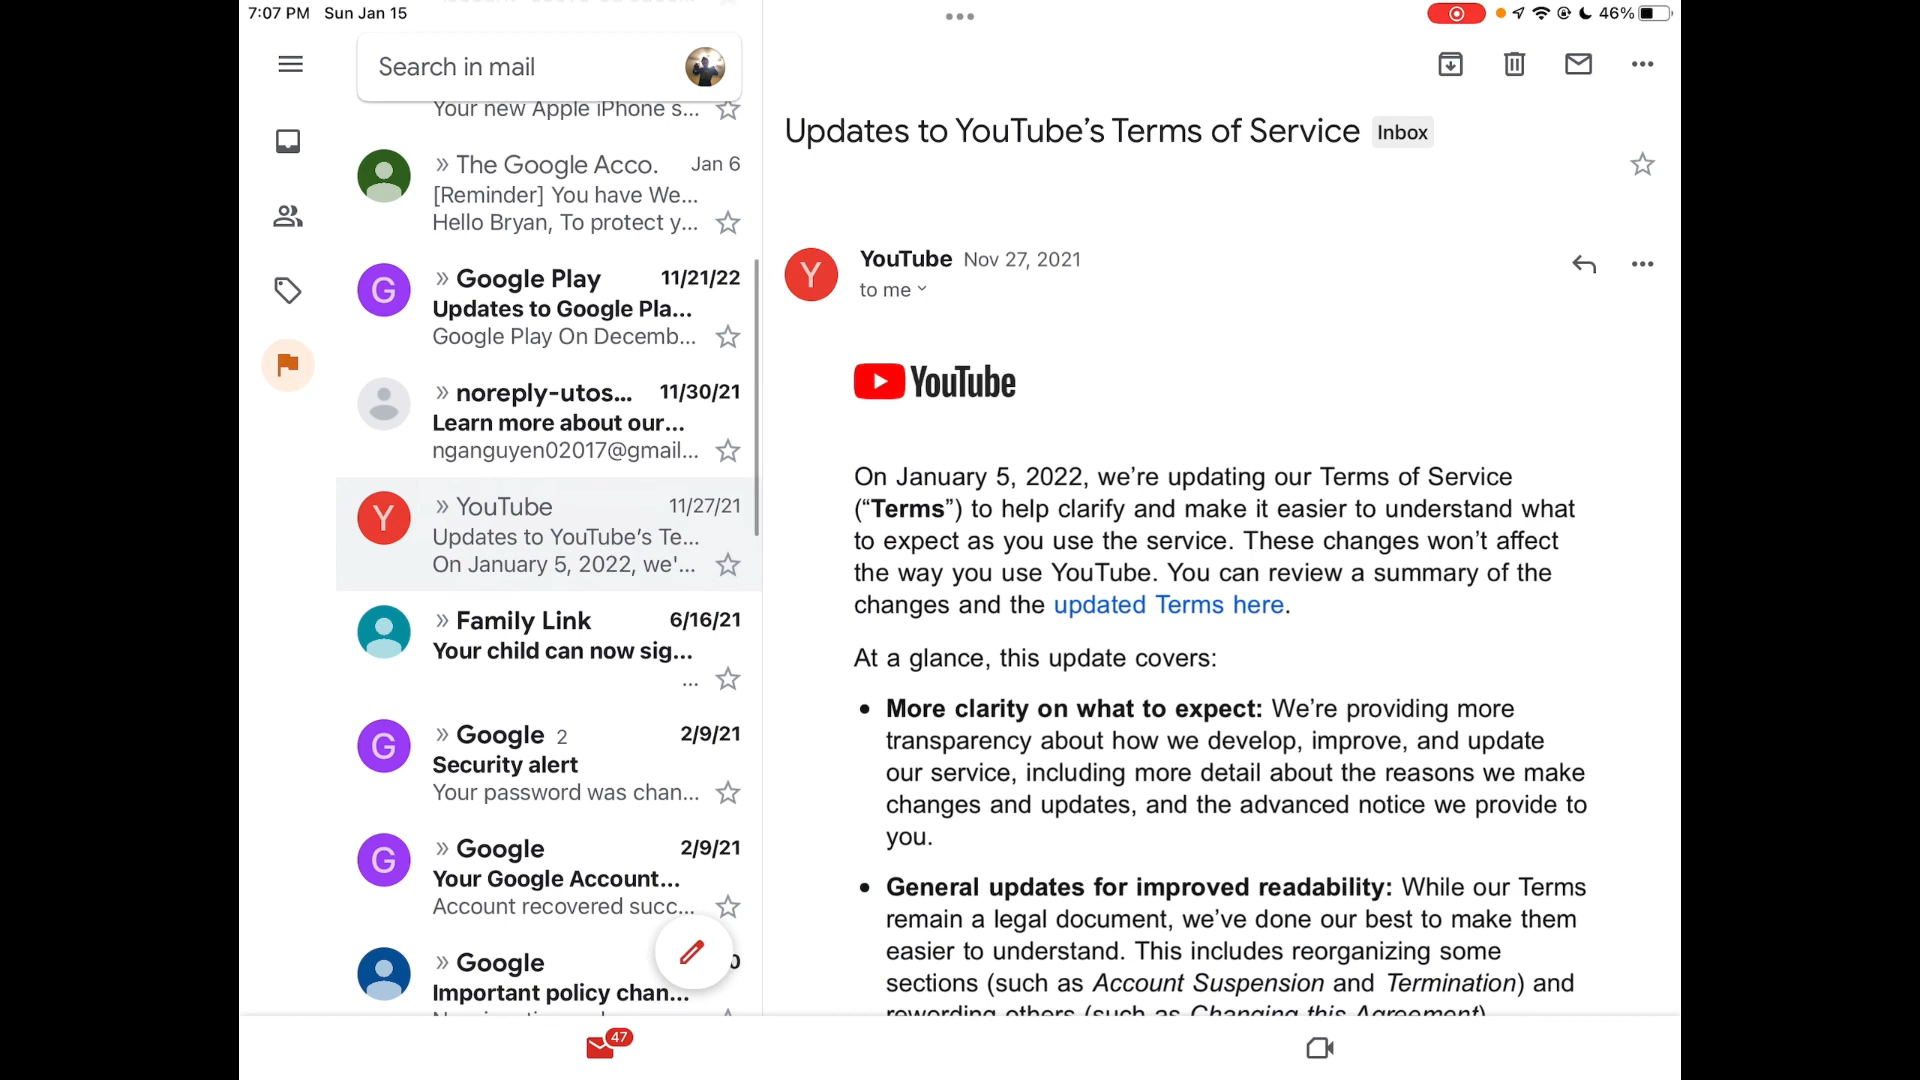 7:07 PM Sun Jan 15
46%
Search in mail
Your new Apple iPhone s...
» The Google Acco. Jan 6
[Reminder] You have We...
Hello Bryan, To protect y...
G
» Google Play 11/21/22
Updates to Google Pla...
Google Play On Decemb...
» noreply-utos... 11/30/21
Learn more about our...
nganguyen02017@gmail...
Y
» YouTube 11/27/21
Updates to YouTube’s Te...
On January 5, 2022, we'...
» Family Link 6/16/21
Your child can now sig...
...
G
» Google 2 2/9/21
Security alert
Your password was chan...
G
» Google 2/9/21
Your Google Account...
Account recovered succ...
» Google
Important policy chan...
47
Updates to YouTube’s Terms of Service Inbox
Y
YouTube Nov 27, 2021
to me
YouTube
On January 5, 2022, we’re updating our Terms of Service
(“Terms”) to help clarify and make it easier to understand what
to expect as you use the service. These changes won’t affect
the way you use YouTube. You can review a summary of the
changes and the updated Terms here.
At a glance, this update covers:
• More clarity on what to expect: We’re providing more
transparency about how we develop, improve, and update
our service, including more detail about the reasons we make
changes and updates, and the advanced notice we provide to
you.
• General updates for improved readability: While our Terms
remain a legal document, we’ve done our best to make them
easier to understand. This includes reorganizing some
sections (such as Account Suspension and Termination) and
rewording others (such as Changing this Agreement)